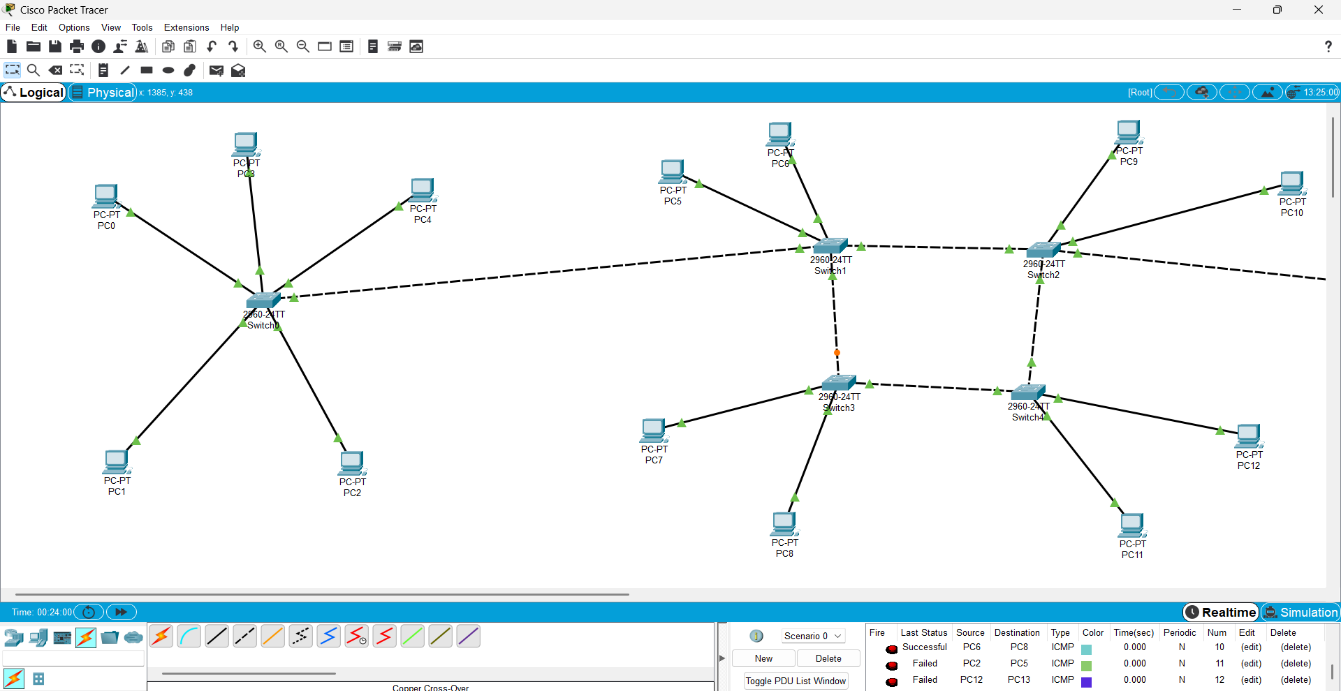 Cisco Packet Tracer
File Edit Options View Tools Extensions Help
?
Logical Physical x: 1385, y: 438 [Root] 13:25:00
PC-PT
PC3
PC-PT
PC0
PC-PT
PC4
2960-24TT
Switch0
PC-PT
PC1
PC-PT
PC2
PC-PT
PC6
PC-PT
PC5
PC-PT
PC9
PC-PT
PC10
2960-24TT
Switch1
2960-24TT
Switch2
2960-24TT
Switch3
2960-24TT
Switch4
PC-PT
PC7
PC-PT
PC8
PC-PT
PC12
PC-PT
PC11
Time: 00:24:00 Realtime Simulation
Copper Cross-Over
Scenario 0
New Delete
Toggle PDU List Window
Fire Last Status Source Destination Type Color Time(sec) Periodic Num Edit Delete
Successful PC6 PC8 ICMP 0.000 N 10 (edit) (delete)
Failed PC2 PC5 ICMP 0.000 N 11 (edit) (delete)
Failed PC12 PC13 ICMP 0.000 N 12 (edit) (delete)